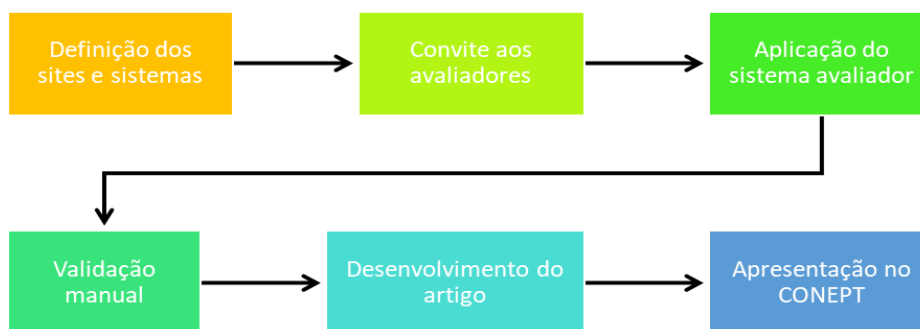 Definição dos
sites e sistemas
Convite aos
avaliadores
Aplicação do
sistema avaliador
Validação
manual
Desenvolvimento do
artigo
Apresentação no
CONEPT